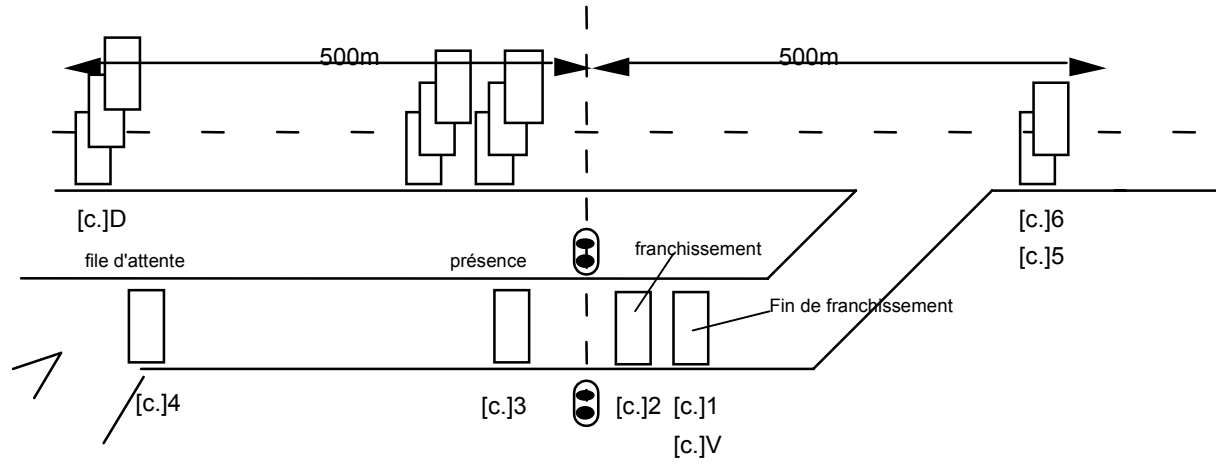 500m
500m
[c.]D
[c.]6
[c.]5
file d'attente
présence
franchissement
Fin de franchissement
[c.]4
[c.]3
[c.]2
[c.]1
[c.]V